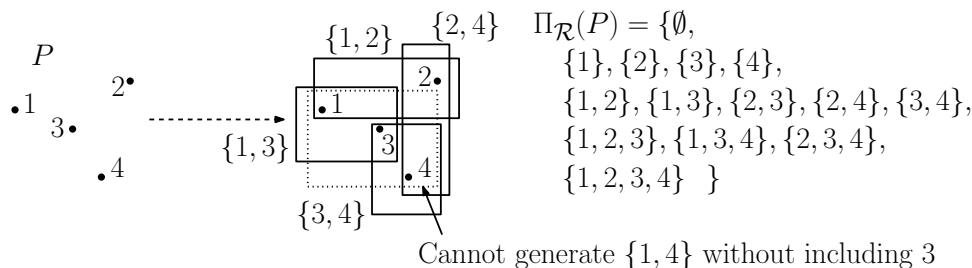 P
1
2
3
4
{1, 2}
{2, 4}
1
2
{1, 3}
3
4
{3, 4}
Π_R(P) = {∅,
{1}, {2}, {3}, {4},
{1, 2}, {1, 3}, {2, 3}, {2, 4}, {3, 4},
{1, 2, 3}, {1, 3, 4}, {2, 3, 4},
{1, 2, 3, 4} }
Cannot generate {1, 4} without including 3